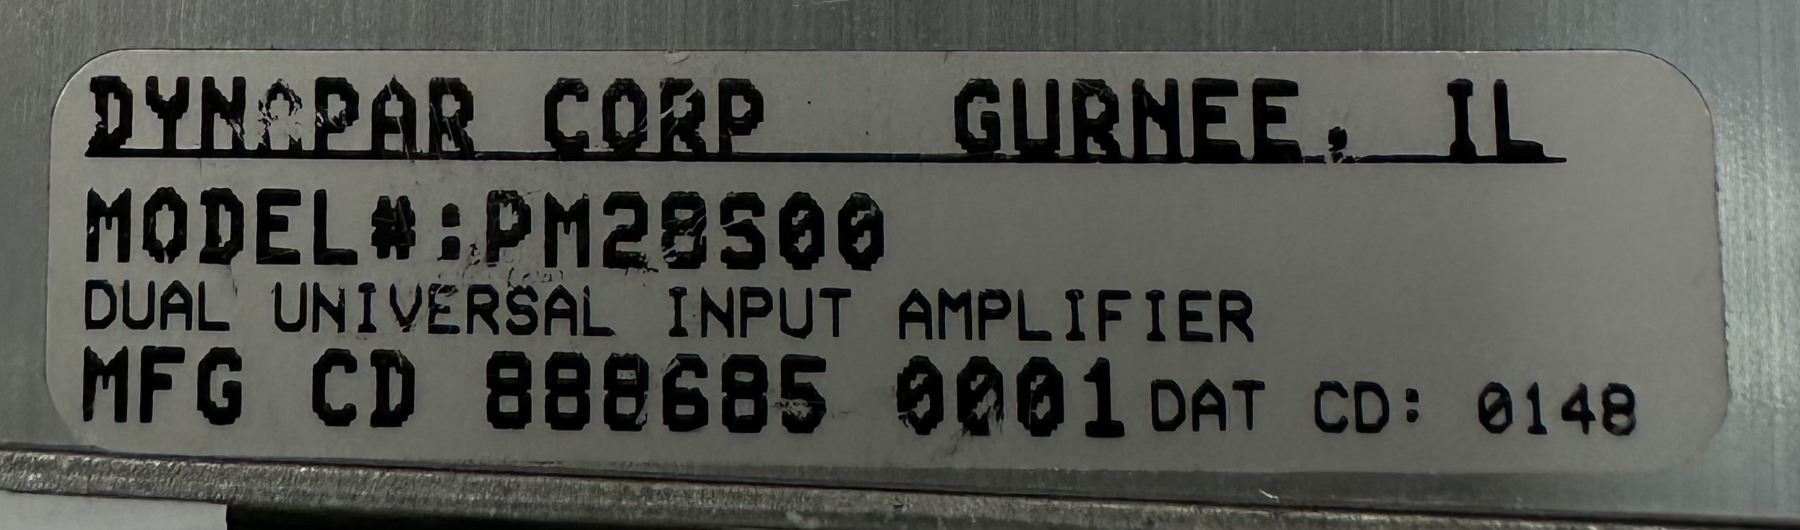 DYNAPAR CORP GURNEE, IL
MODEL#:PM28S00
DUAL UNIVERSAL INPUT AMPLIFIER
MFG CD 888685 0001 DAT CD: 0148